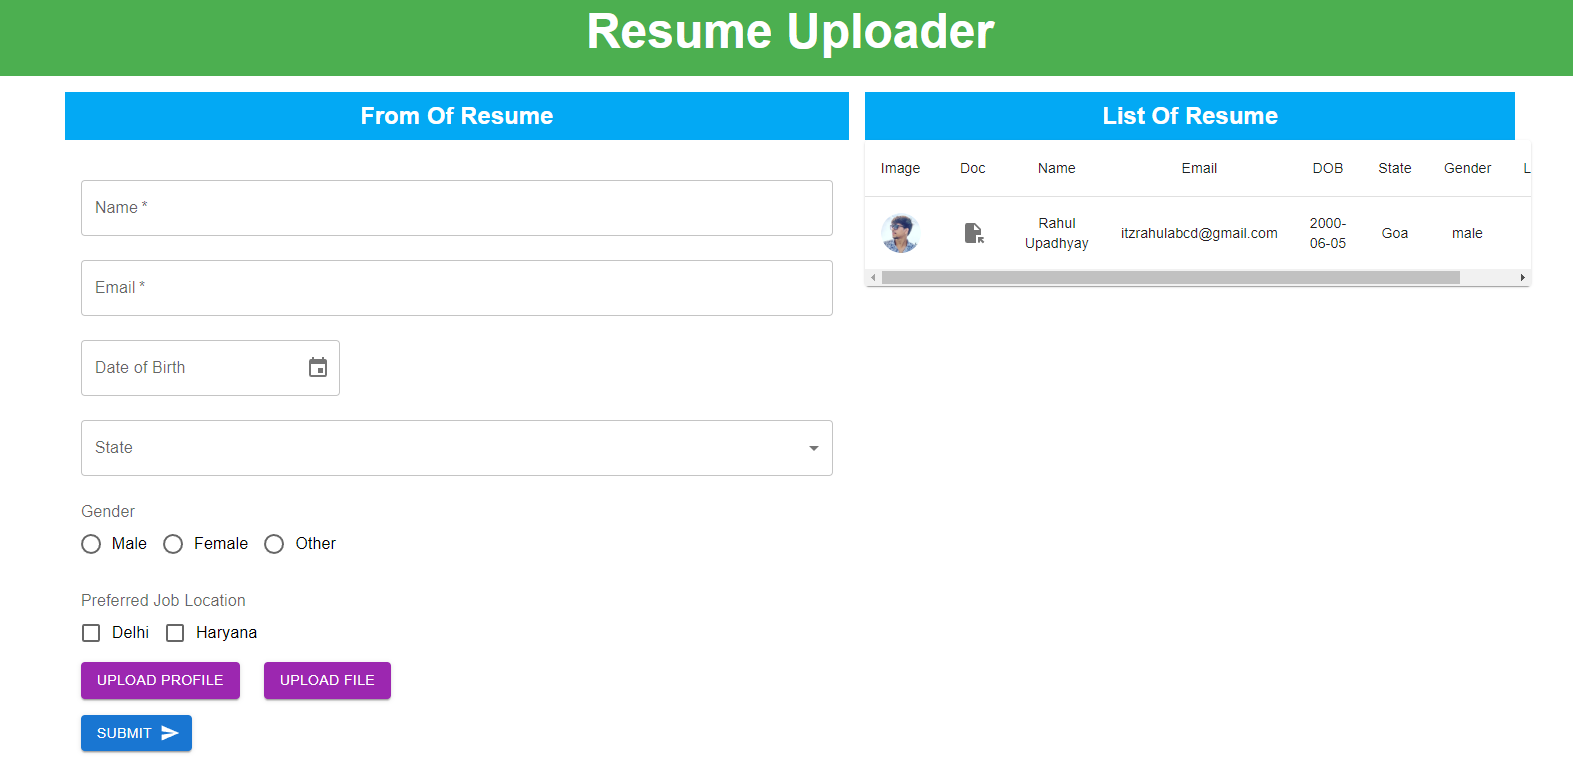 Resume Uploader
From Of Resume
Name *
Email *
Date of Birth
State
Gender
Male Female Other
Preferred Job Location
Delhi Haryana
UPLOAD PROFILE UPLOAD FILE
SUBMIT
List Of Resume
Image Doc Name Email DOB State Gender L
Rahul Upadhyay itzrahulabcd@gmail.com 2000-06-05 Goa male